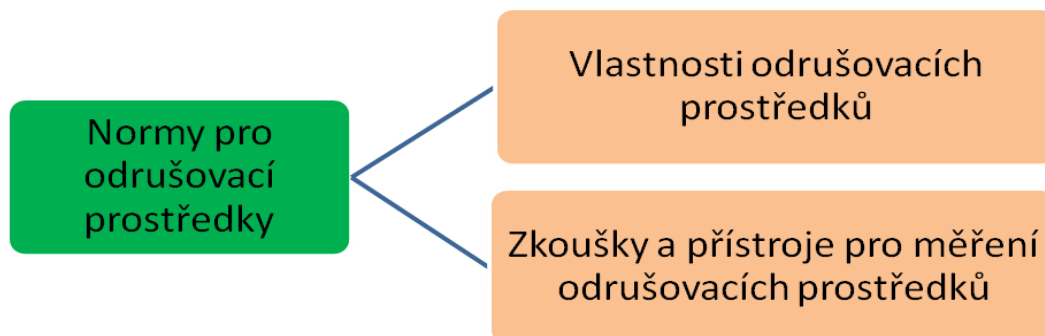 Normy pro
odrušovací
prostředky
Vlastnosti odrušovacích
prostředků
Zkoušky a přístroje pro měření
odrušovacích prostředků